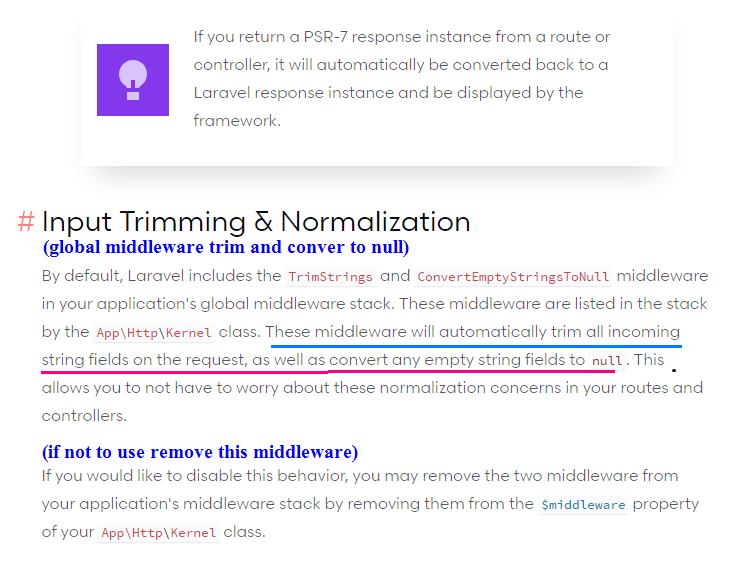 If you return a PSR-7 response instance from a route or
controller, it will automatically be converted back to a
Laravel response instance and be displayed by the
framework.
# Input Trimming & Normalization
(global middleware trim and conver to null)
By default, Laravel includes the TrimStrings and ConvertEmptyStringsToNull middleware
in your application's global middleware stack. These middleware are listed in the stack
by the App\Http\Kernel class. These middleware will automatically trim all incoming
string fields on the request, as well as convert any empty string fields to null. This
allows you to not have to worry about these normalization concerns in your routes and
controllers.
(if not to use remove this middleware)
If you would like to disable this behavior, you may remove the two middleware from
your application's middleware stack by removing them from the $middleware property
of your App\Http\Kernel class.